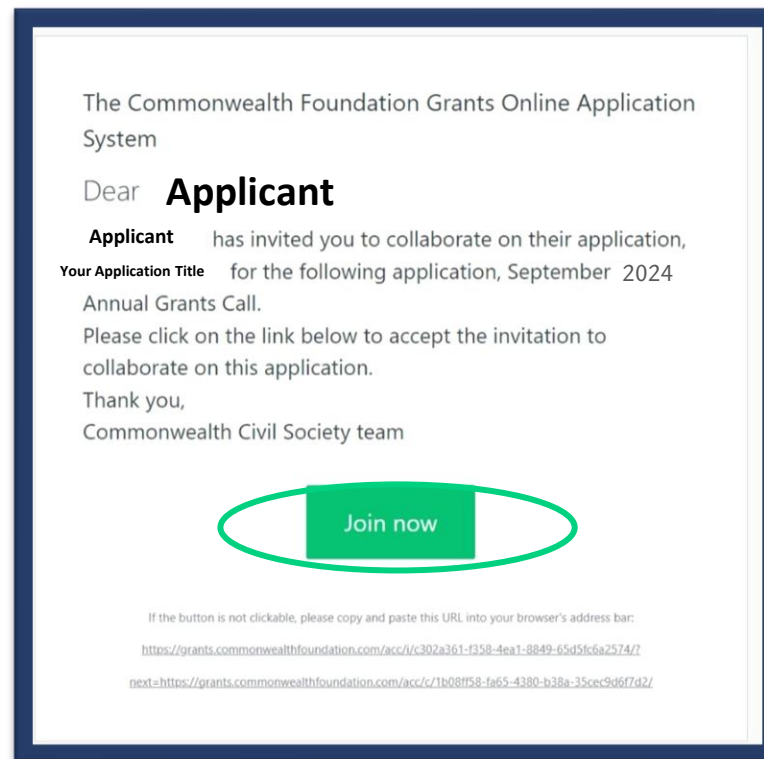 The Commonwealth Foundation Grants Online Application
System
Dear Applicant
Applicant has invited you to collaborate on their application,
Your Application Title for the following application, September 2024
Annual Grants Call.
Please click on the link below to accept the invitation to
collaborate on this application.
Thank you,
Commonwealth Civil Society team
Join now
If the button is not clickable, please copy and paste this URL into your browser's address bar:
https://grants.commonwealthfoundation.com/acc/i/c302a361-f358-4ea1-8849-65d5fc6a2574/?
next=https://grants.commonwealthfoundation.com/acc/c/1b08ff58-fa65-4380-b38a-35cec9d6f7d2/